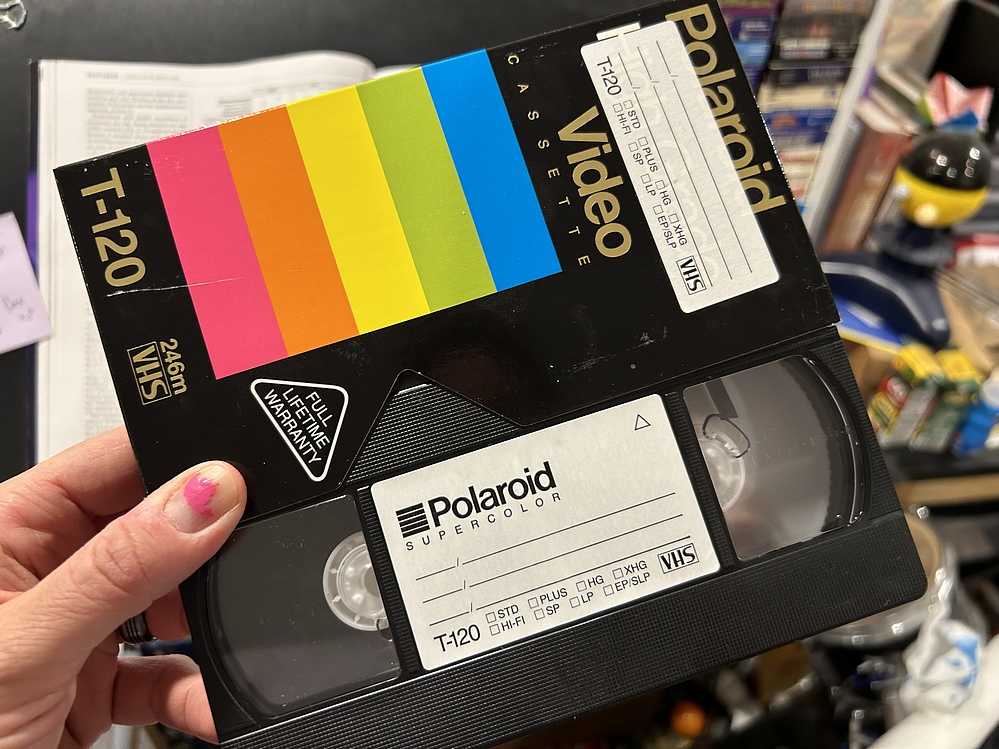 Polaroid
Video
CASSETTE
T-120
□STD □PLUS □HG □XHG
□HI-FI □SP □LP □EP/SLP
VHS
T-120
246m
VHS
FULL
LIFETIME
WARRANTY
Polaroid
SUPERCOLOR
T-120
□STD □PLUS □HG □XHG
□HI-FI □SP □LP □EP/SLP
VHS